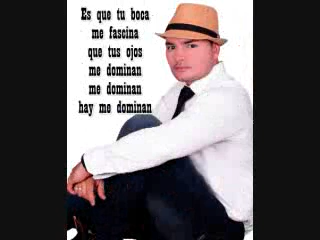 Es que tu boca
me fascina
que tus ojos
me dominan
me dominan
hay me dominan